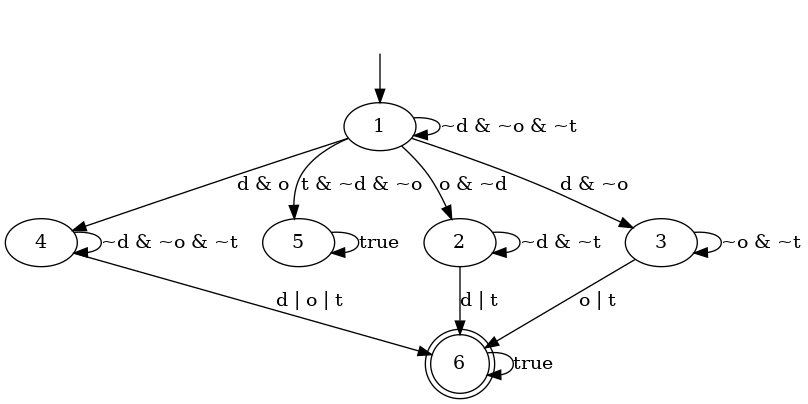 1 ~d & ~o & ~t
d & o t & ~d & ~o o & ~d d & ~o
4 ~d & ~o & ~t 5 true 2 ~d & ~t 3 ~o & ~t
d | o | t d | t o | t
6 true